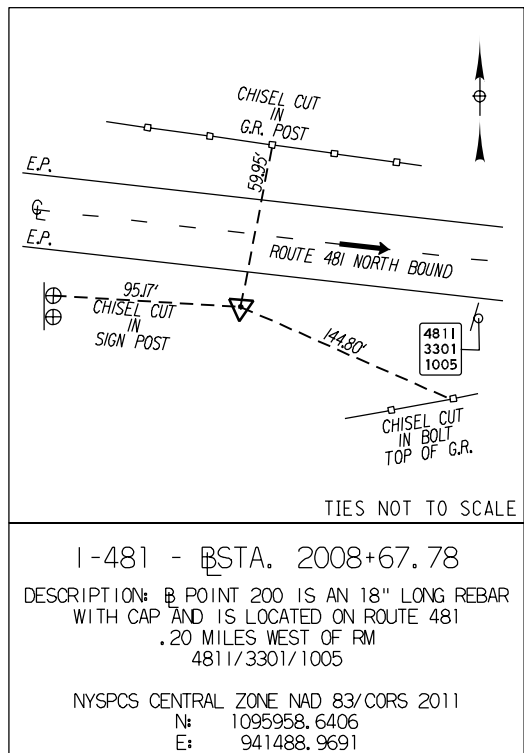 CHISEL CUT
IN
G.R. POST
59.95'
E.P.
℄
E.P.
ROUTE 481 NORTH BOUND
95.17'
CHISEL CUT
IN
SIGN POST
144.80'
4811
3301
1005
CHISEL CUT
IN BOLT
TOP OF G.R.
TIES NOT TO SCALE
I-481 - BL STA. 2008+67.78
DESCRIPTION: BL POINT 200 IS AN 18" LONG REBAR
WITH CAP AND IS LOCATED ON ROUTE 481
.20 MILES WEST OF RM
4811/3301/1005
NYSPCS CENTRAL ZONE NAD 83/CORS 2011
N: 1095958.6406
E: 941488.9691